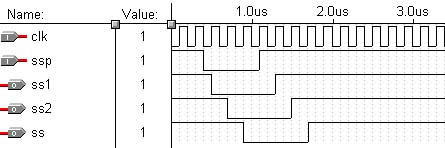 Name: Value: 1.0us 2.0us 3.0us
I clk 1
I ssp 1
O ss1 1
O ss2 1
O ss 1